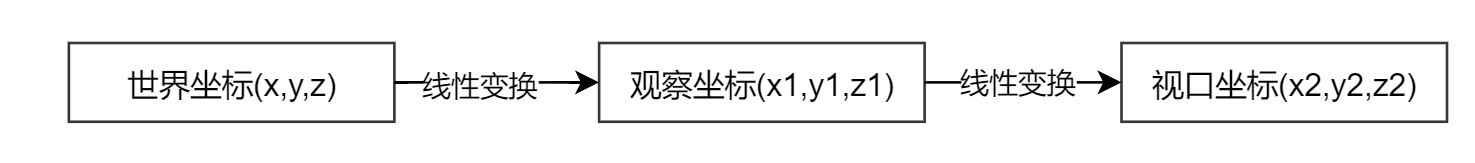 世界坐标(x,y,z)
线性变换
观察坐标(x1,y1,z1)
线性变换
视口坐标(x2,y2,z2)